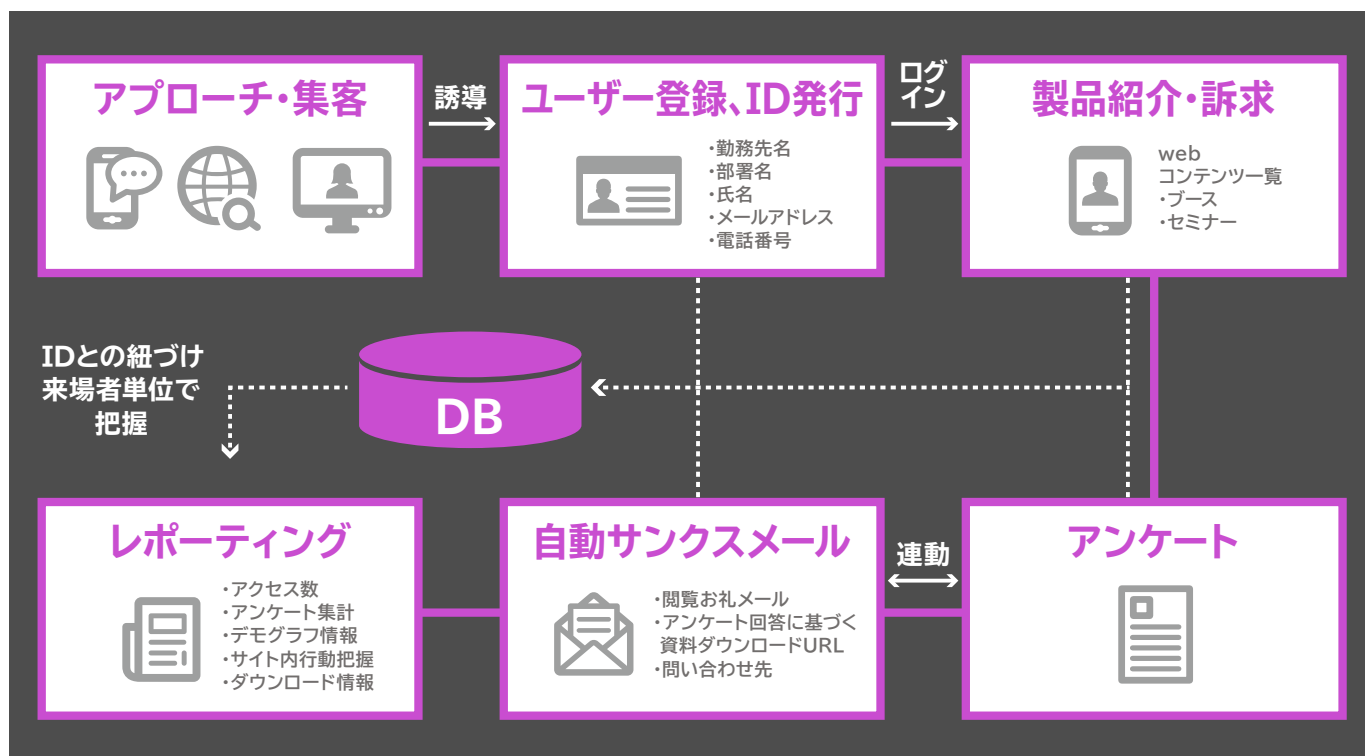 アプローチ・集客
誘導
ユーザー登録、ID発行
・勤務先名
・部署名
・氏名
・メールアドレス
・電話番号
ログ
イン
製品紹介・訴求
web
コンテンツ一覧
・ブース
・セミナー
IDとの紐づけ
来場者単位で
把握
DB
レポーティング
・アクセス数
・アンケート集計
・デモグラフ情報
・サイト内行動把握
・ダウンロード情報
自動サンクスメール
・閲覧お礼メール
・アンケート回答に基づく
資料ダウンロードURL
・問い合わせ先
連動
アンケート